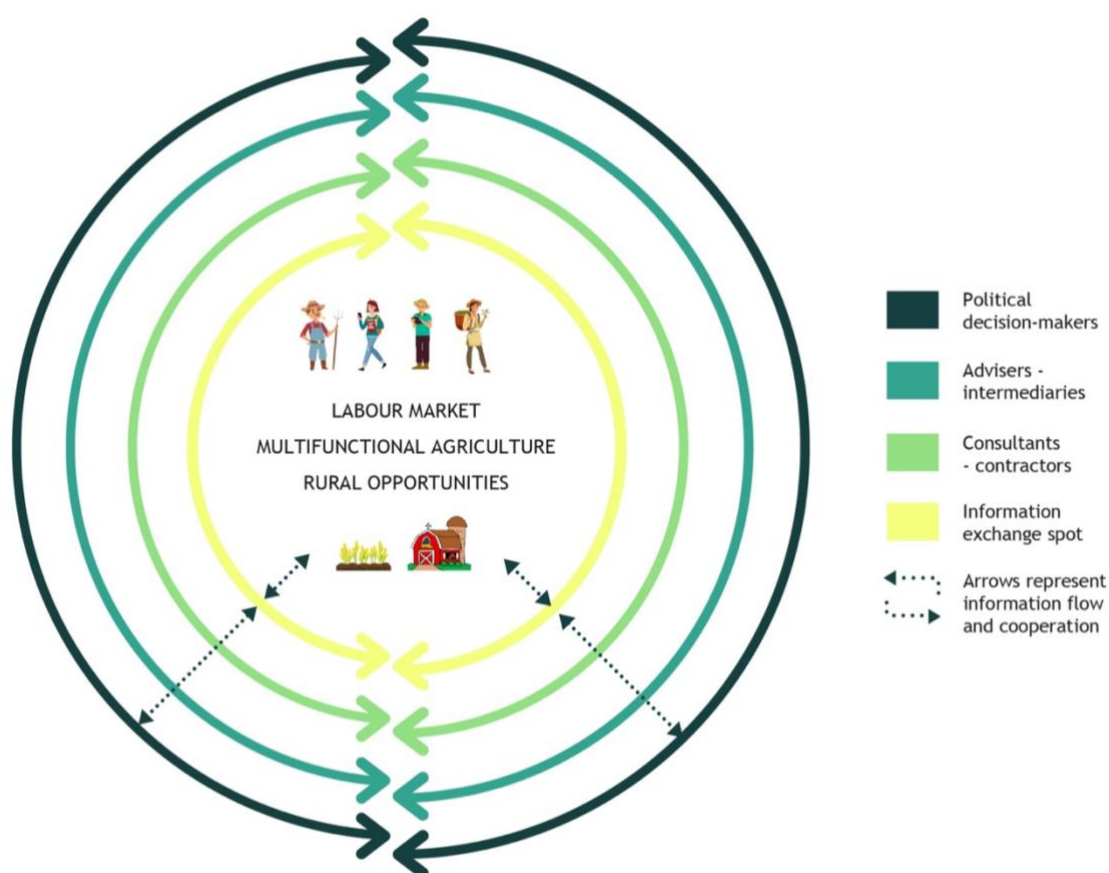 LABOUR MARKET
MULTIFUNCTIONAL AGRICULTURE
RURAL OPPORTUNITIES
Political
decision-makers
Advisers -
intermediaries
Consultants
- contractors
Information
exchange spot
Arrows represent
information flow
and cooperation